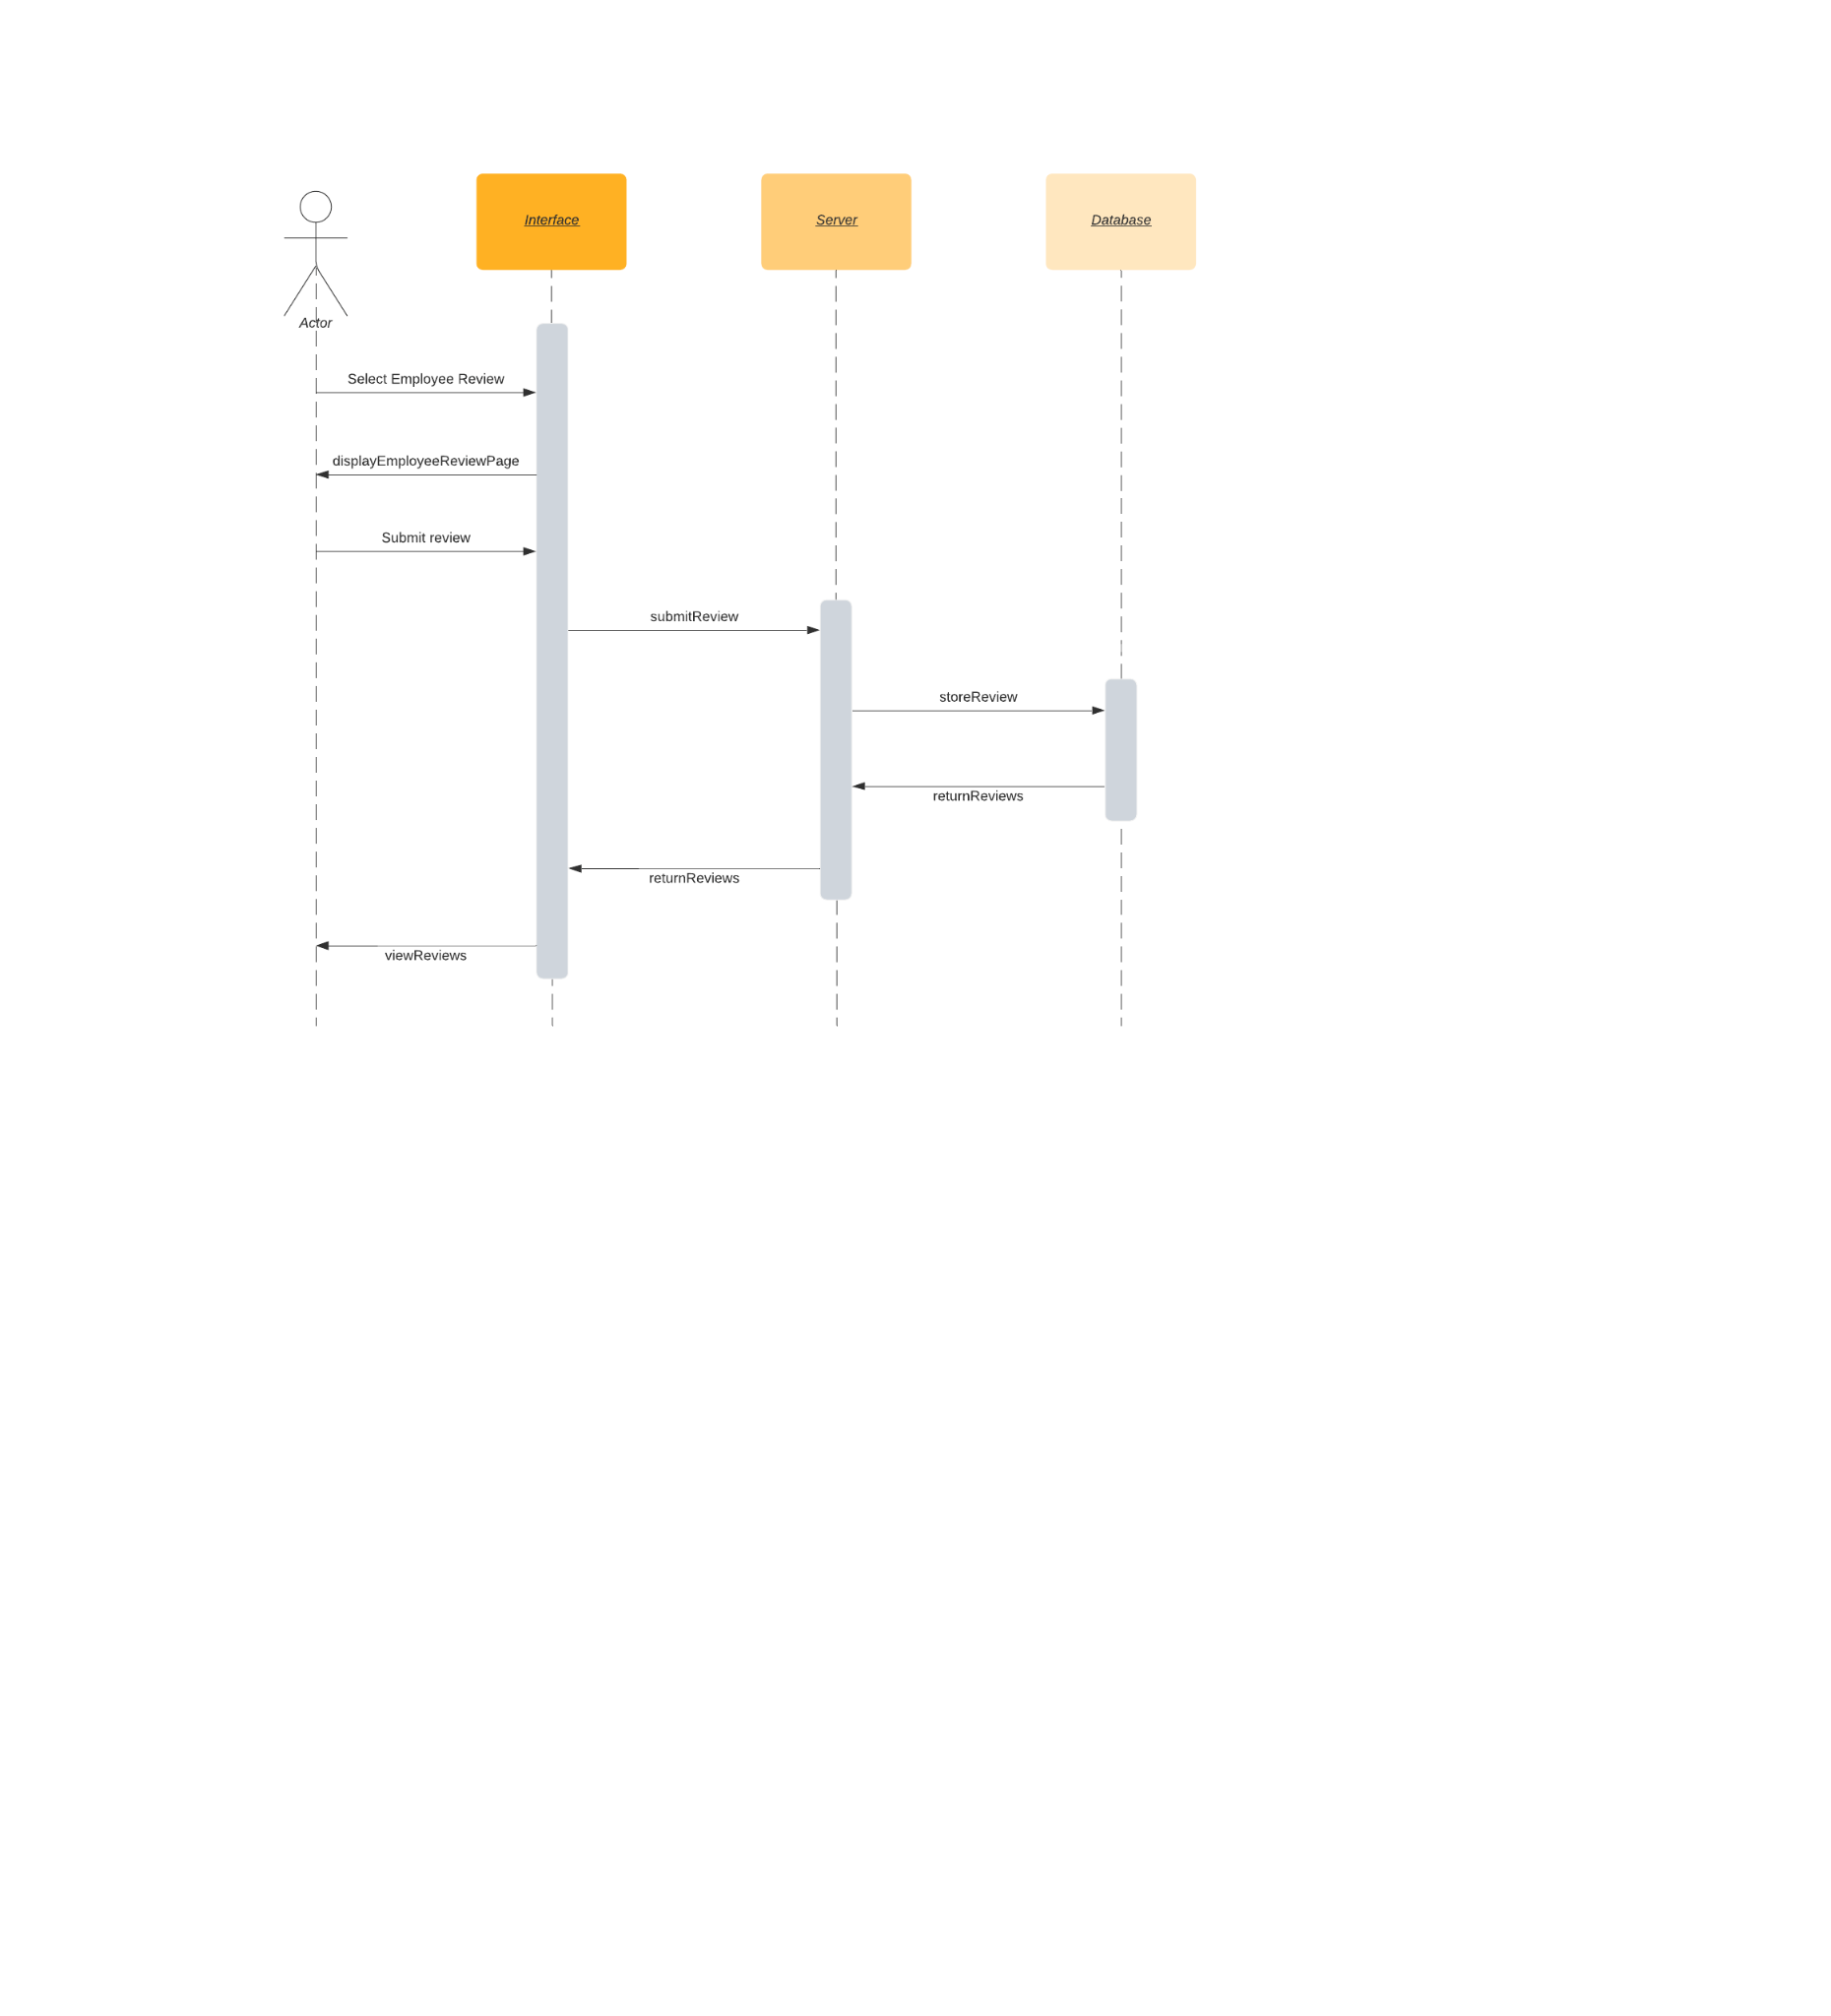 Interface
Server
Database
Actor
Select Employee Review
displayEmployeeReviewPage
Submit review
submitReview
storeReview
returnReviews
returnReviews
viewReviews